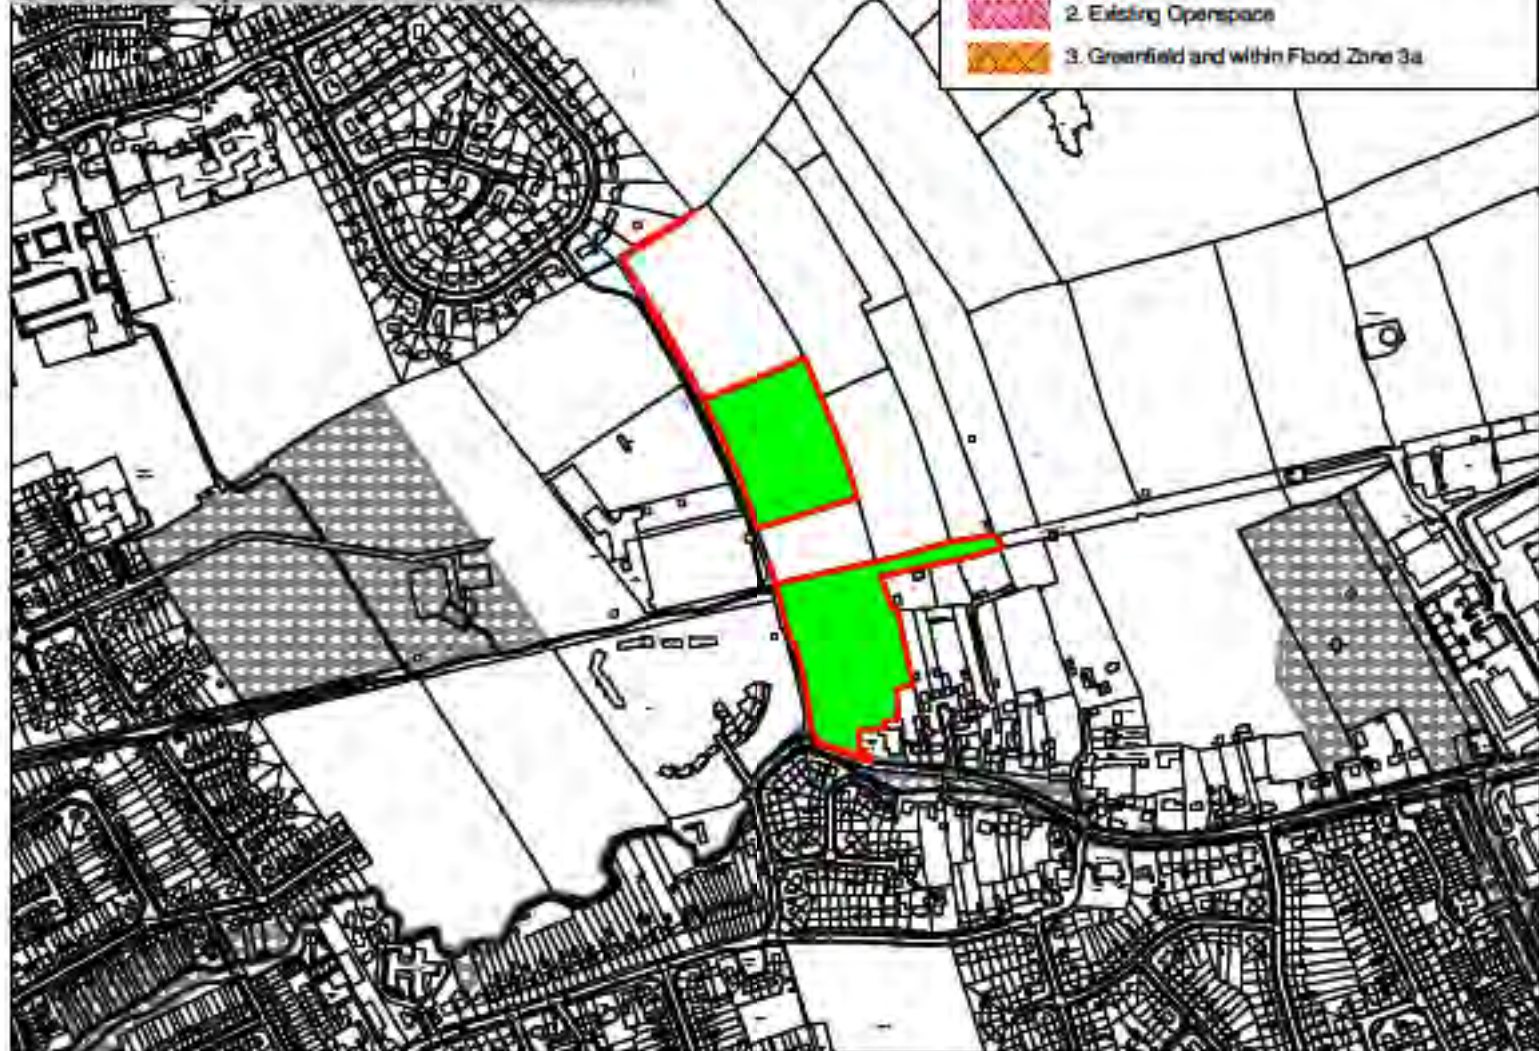 2. Existing Openspace
3. Greenfield and within Flood Zone 3a